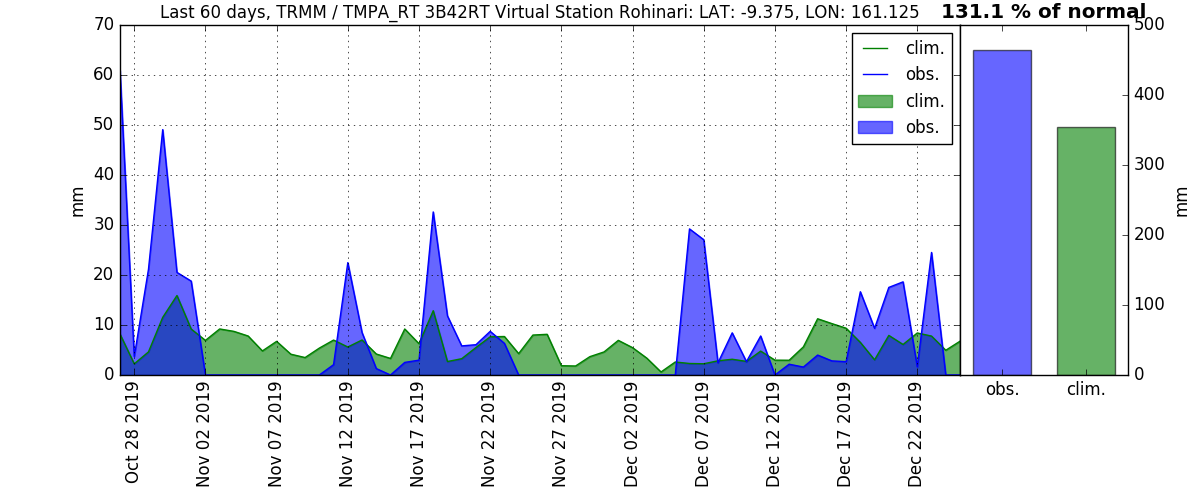 Last 60 days, TRMM / TMPA_RT 3B42RT Virtual Station Rohinari: LAT: -9.375, LON: 161.125
131.1 % of normal
70
60
50
40
30
20
10
0
mm
clim.
obs.
clim.
obs.
Oct 28 2019
Nov 02 2019
Nov 07 2019
Nov 12 2019
Nov 17 2019
Nov 22 2019
Nov 27 2019
Dec 02 2019
Dec 07 2019
Dec 12 2019
Dec 17 2019
Dec 22 2019
500
400
300
200
100
0
mm
obs.
clim.